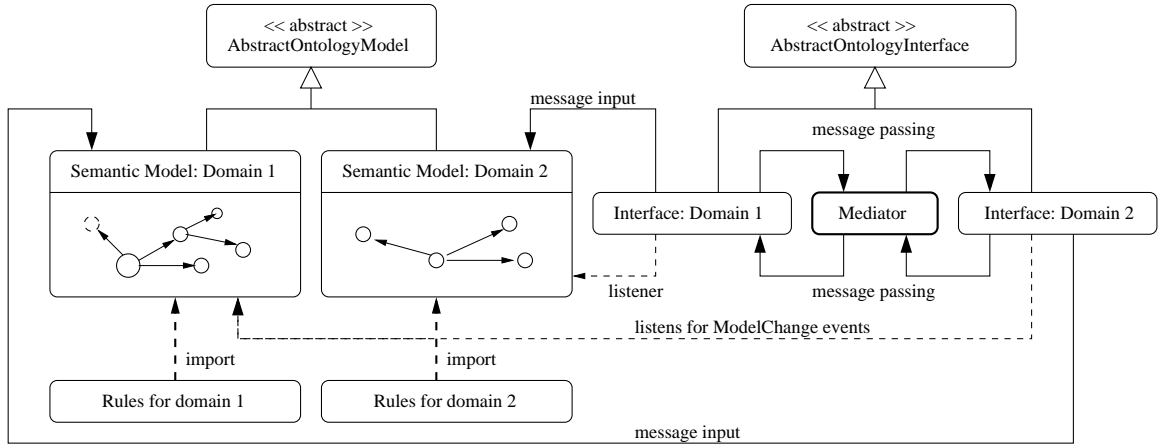 << abstract >>
AbstractOntologyModel
<< abstract >>
AbstractOntologyInterface
message input
message passing
Semantic Model: Domain 1
Semantic Model: Domain 2
Interface: Domain 1
Mediator
Interface: Domain 2
listener
message passing
listens for ModelChange events
import
import
Rules for domain 1
Rules for domain 2
message input